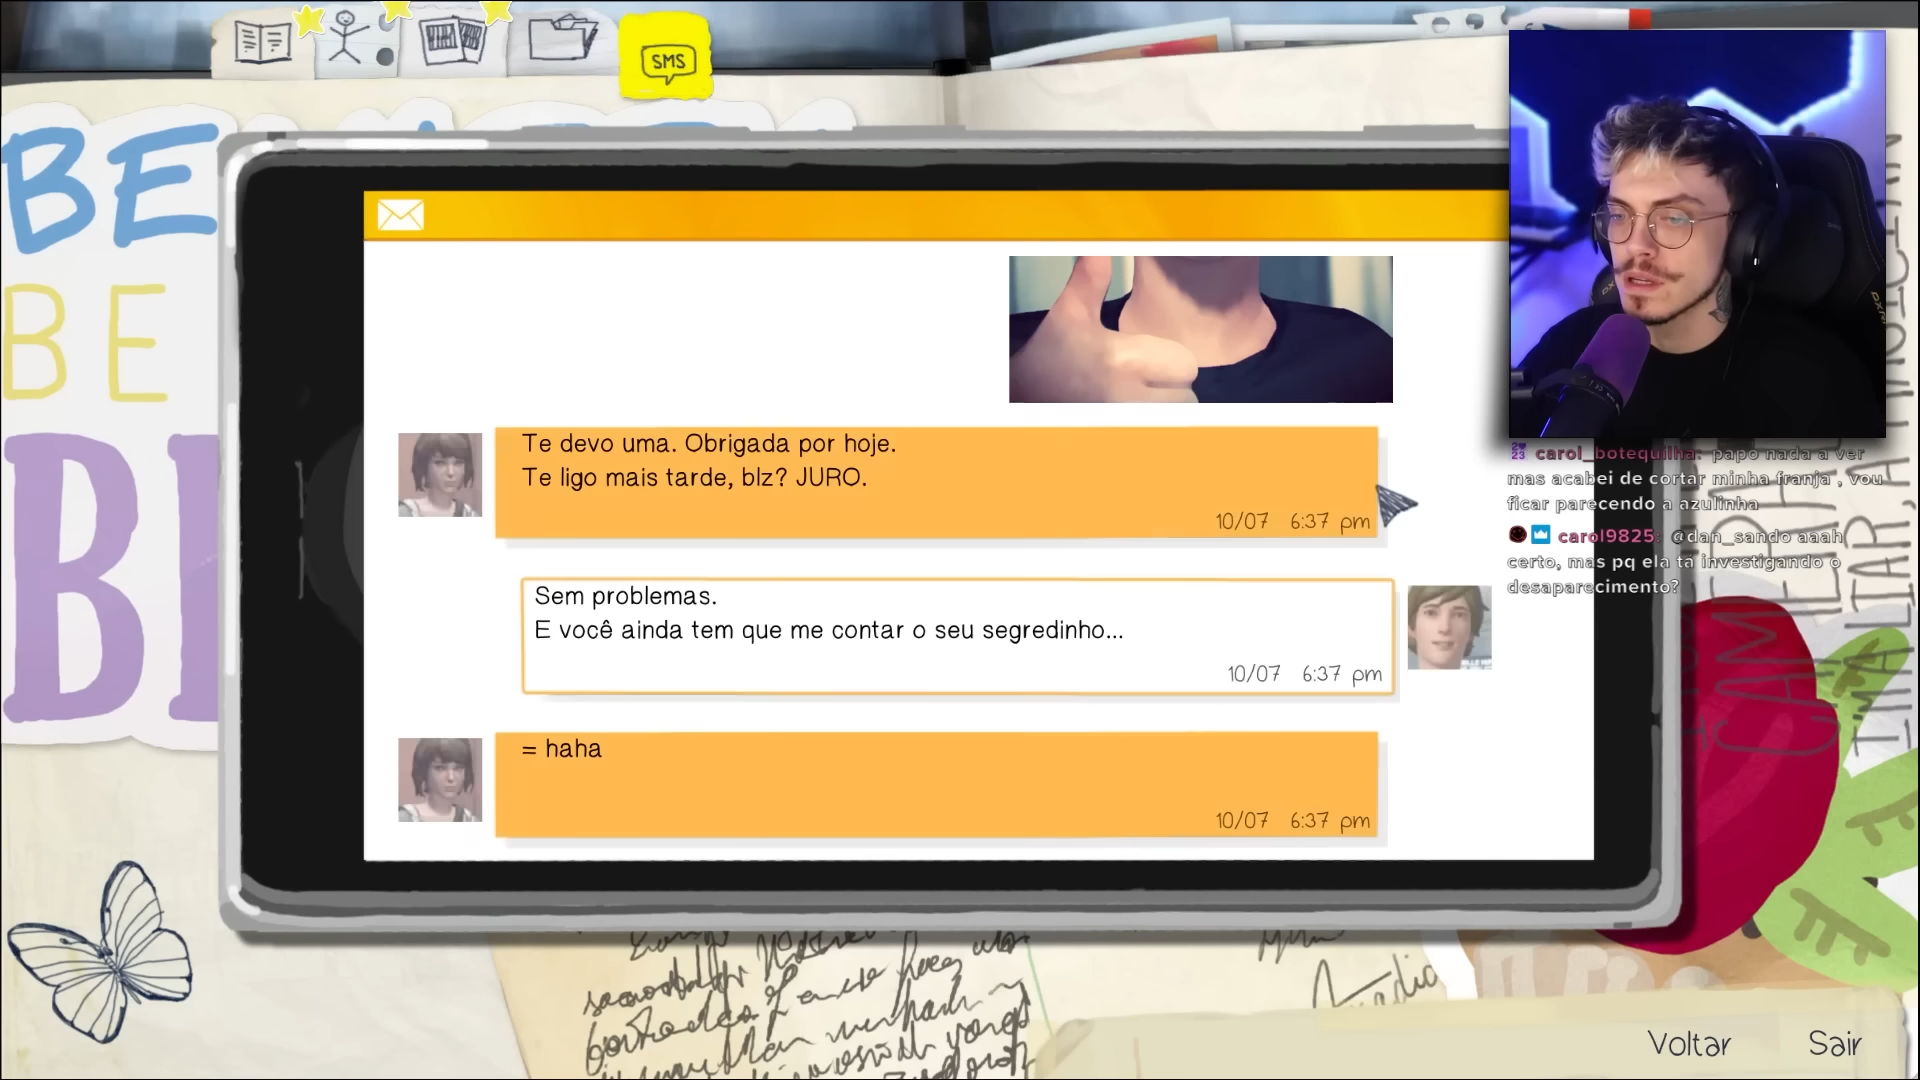 SMS
BE
BE
Te devo uma. Obrigada por hoje.
Te ligo mais tarde, blz? JURO.
10/07 6:37 pm
Sem problemas.
E você ainda tem que me contar o seu segredinho...
10/07 6:37 pm
= haha
10/07 6:37 pm
carol_botequilha: papo nada a ver
mas acabei de cortar minha franja , vou
ficar parecendo a azulinha
carol9825: @dan_sando aaah
certo, mas pq ela tá investigando o
desaparecimento?
Voltar
Sair